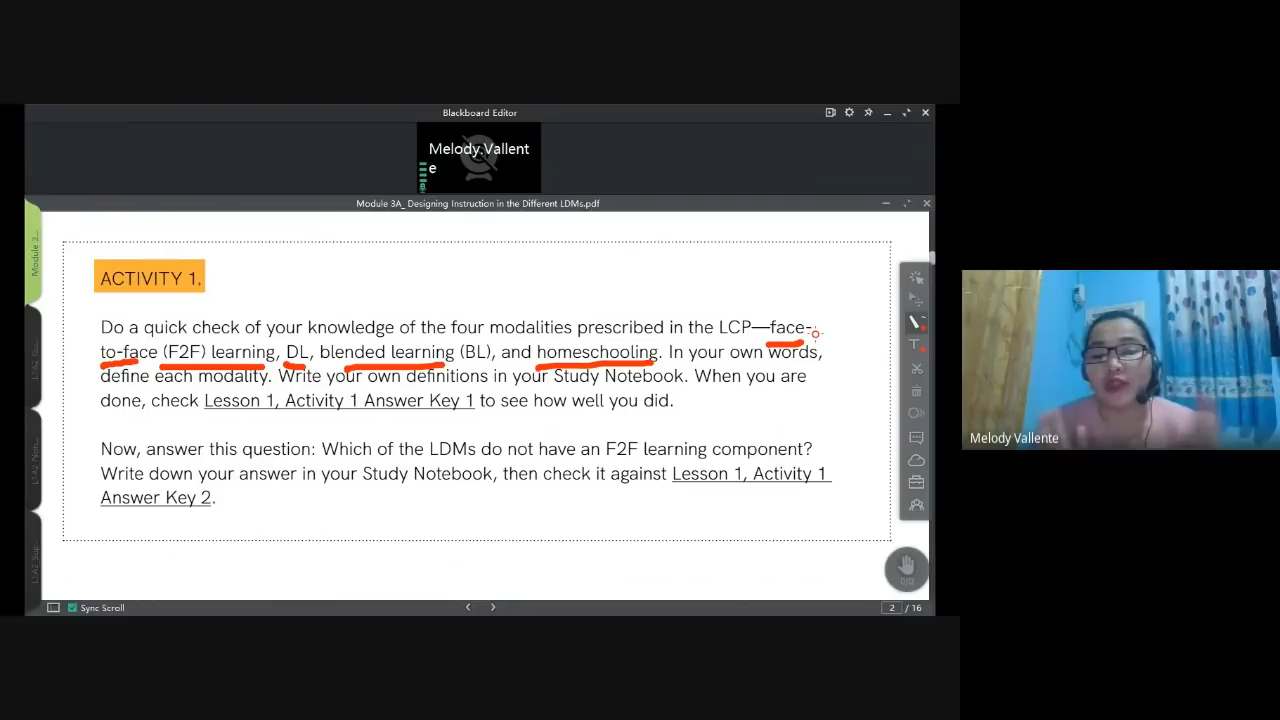 Blackboard Editor
Melody.Vallent
e
Module 3A_ Designing Instruction in the Different LDMs.pdf
Module 3...
ACTIVITY 1.
Do a quick check of your knowledge of the four modalities prescribed in the LCP—face-
to-face (F2F) learning, DL, blended learning (BL), and homeschooling. In your own words,
define each modality. Write your own definitions in your Study Notebook. When you are
done, check Lesson 1, Activity 1 Answer Key 1 to see how well you did.
Now, answer this question: Which of the LDMs do not have an F2F learning component?
Write down your answer in your Study Notebook, then check it against Lesson 1, Activity 1
Answer Key 2.
0/0
Sync Scroll
2 / 16
Melody Vallente